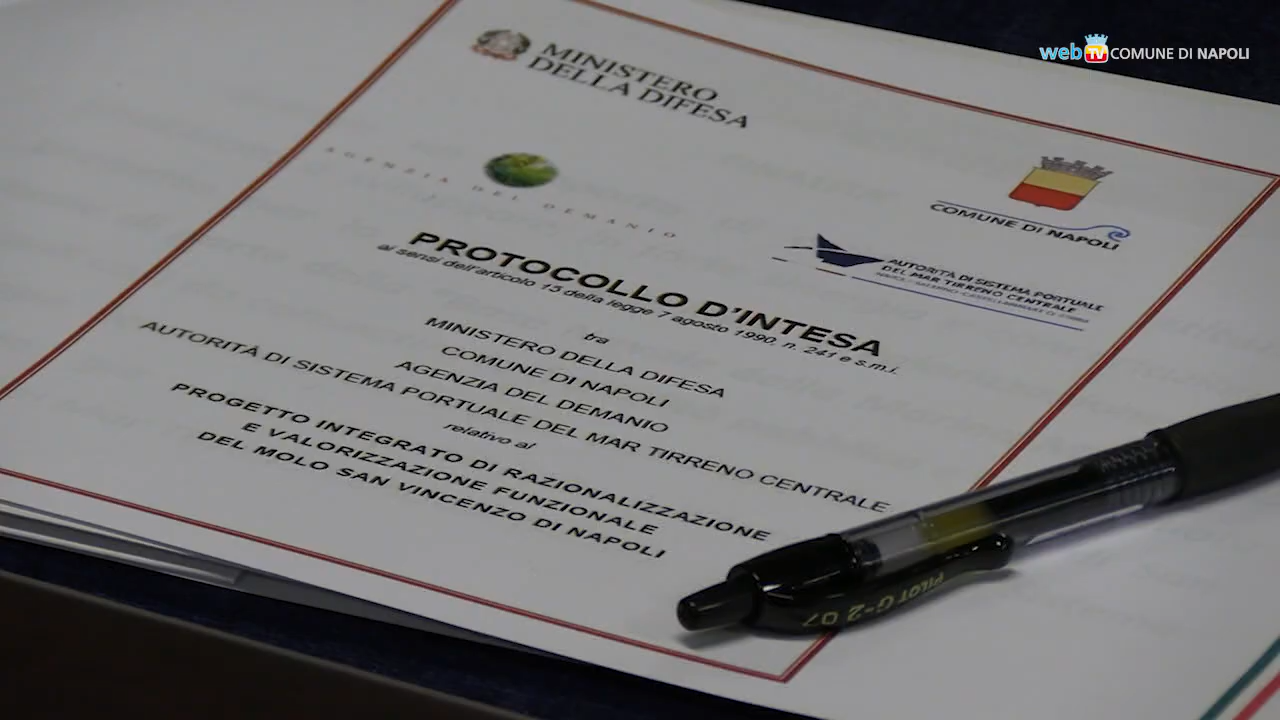 web TV COMUNE DI NAPOLI
MINISTERO
DELLA DIFESA
AGENZIA DEL DEMANIO
COMUNE DI NAPOLI
AUTORITÀ DI SISTEMA PORTUALE
DEL MAR TIRRENO CENTRALE
PROTOCOLLO D'INTESA
ai sensi dell'articolo 15 della legge 7 agosto 1990, n. 241 e s.m.i.
tra
MINISTERO DELLA DIFESA
COMUNE DI NAPOLI
AGENZIA DEL DEMANIO
AUTORITÀ DI SISTEMA PORTUALE DEL MAR TIRRENO CENTRALE
relativo al
PROGETTO INTEGRATO DI RAZIONALIZZAZIONE
E VALORIZZAZIONE FUNZIONALE
DEL MOLO SAN VINCENZO DI NAPOLI
PILOT G-2 07